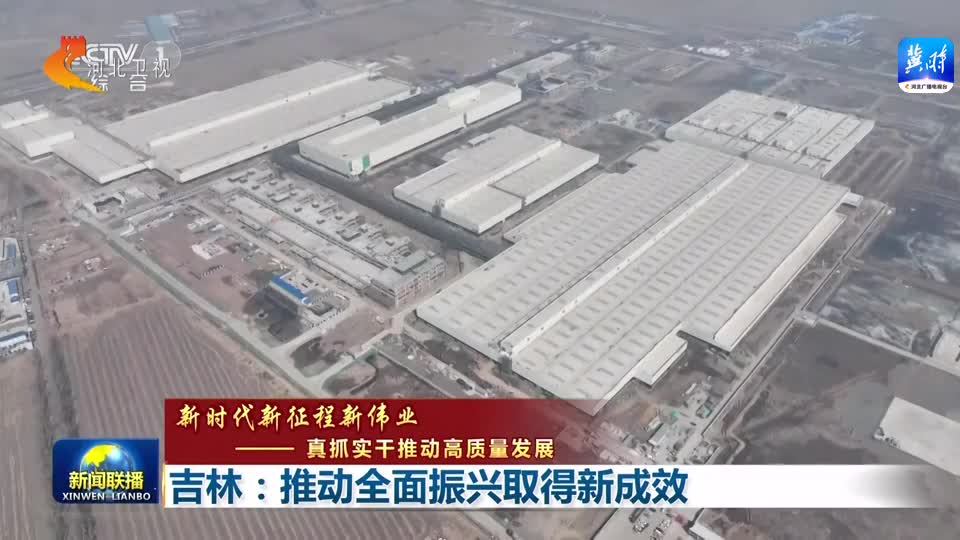 CCTV 1
河北卫视
综合
冀时
河北广播电视台
新时代新征程新伟业
—— 真抓实干推动高质量发展
吉林：推动全面振兴取得新成效
新闻联播
XINWEN LIANBO